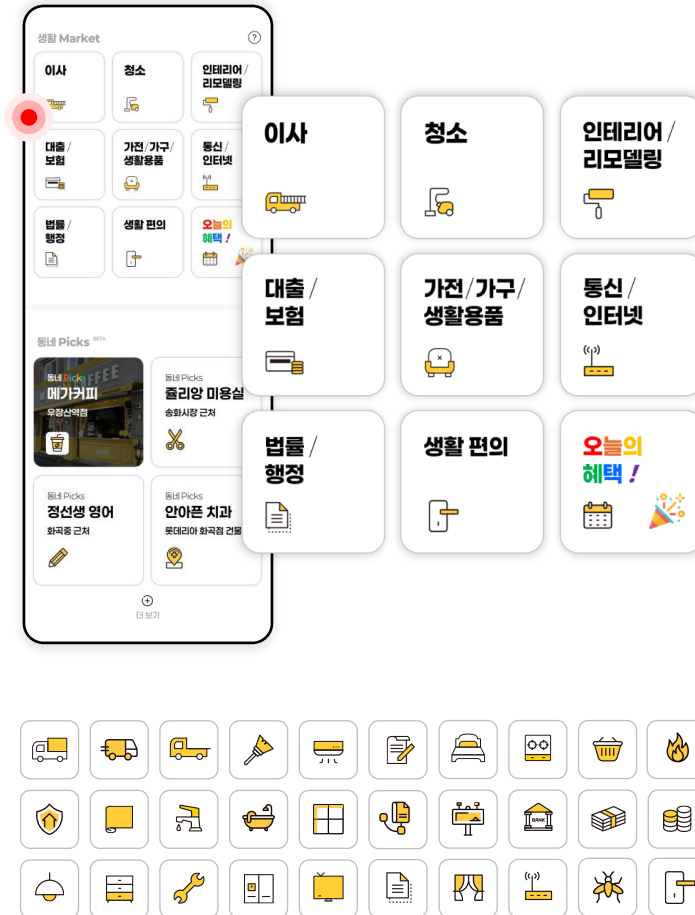 생활 Market
?
이사
청소
인테리어/
리모델링
대출/
보험
가전/가구/
생활용품
통신/
인터넷
법률/
행정
생활 편의
오늘의
혜택!
동네 Picks BETA
동네 Pick
메가커피
우장산역점
동네 Picks
쥴리앙 미용실
송화시장 근처
동네 Picks
정선생 영어
화곡중 근처
동네 Picks
안아픈 치과
롯데리아 화곡점 건물
더 보기
이사
청소
인테리어/
리모델링
대출/
보험
가전/가구/
생활용품
통신/
인터넷
법률/
행정
생활 편의
오늘의
혜택!
BANK